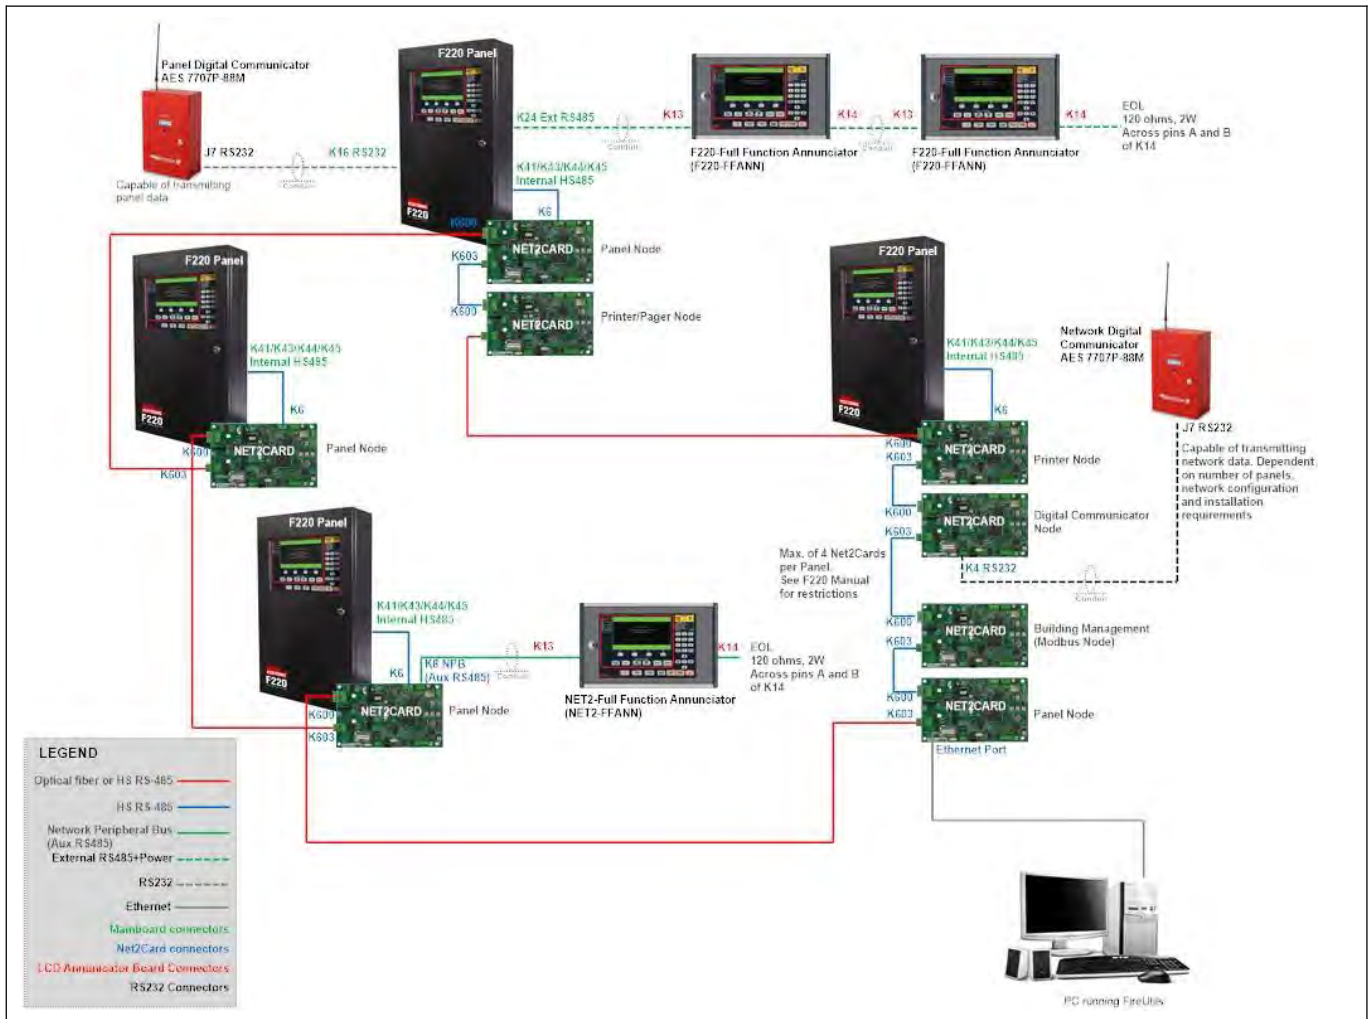 Panel Digital Communicator
AES 7707P-88M
J7 RS232
K16 RS232
Conduit
Capable of transmitting
panel data
F220 Panel
F220
K24 Ext RS485
Conduit
K13
K14
Conduit
K13
K14
EOL
120 ohms, 2W
Across pins A and B
of K14
F220-Full Function Annunciator
(F220-FFANN)
F220-Full Function Annunciator
(F220-FFANN)
K41/K43/K44/K45
Internal HS485
K6
K600
NET2CARD
Panel Node
K603
K600
NET2CARD
Printer/Pager Node
F220 Panel
F220
K41/K43/K44/K45
Internal HS485
K6
K600
NET2CARD
Panel Node
K603
F220 Panel
F220
K41/K43/K44/K45
Internal HS485
K6
K600
NET2CARD
Printer Node
K603
K600
NET2CARD
Digital Communicator
Node
K603
K4 RS232
Conduit
Network Digital
Communicator
AES 7707P-88M
J7 RS232
Capable of transmitting
network data. Dependent
on number of panels,
network configuration
and installation
requirements
Max. of 4 Net2Cards
per Panel.
See F220 Manual
for restrictions
K600
NET2CARD
Building Management
(Modbus Node)
K603
K600
NET2CARD
Panel Node
K603
Ethernet Port
F220 Panel
F220
K41/K43/K44/K45
Internal HS485
K6
K6 NPB
(Aux RS485)
Conduit
K13
K14
EOL
120 ohms, 2W
Across pins A and B
of K14
NET2-Full Function Annunciator
(NET2-FFANN)
K600
NET2CARD
Panel Node
K603
LEGEND
Optical fiber or HS RS-485
HS RS-485
Network Peripheral Bus
(Aux RS485)
External RS485+Power
RS232
Ethernet
Mainboard connectors
Net2Card connectors
LCD Annunicator Board Connectors
RS232 Connectors
PC running FireUtils